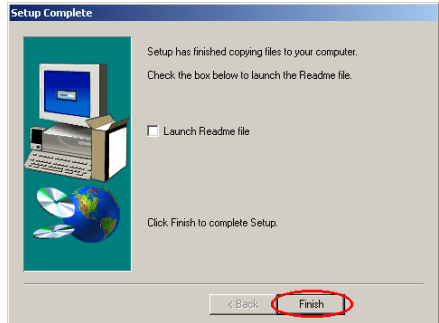 Setup Complete
Setup has finished copying files to your computer.
Check the box below to launch the Readme file.
Launch Readme file
Click Finish to complete Setup.
< Back
Finish